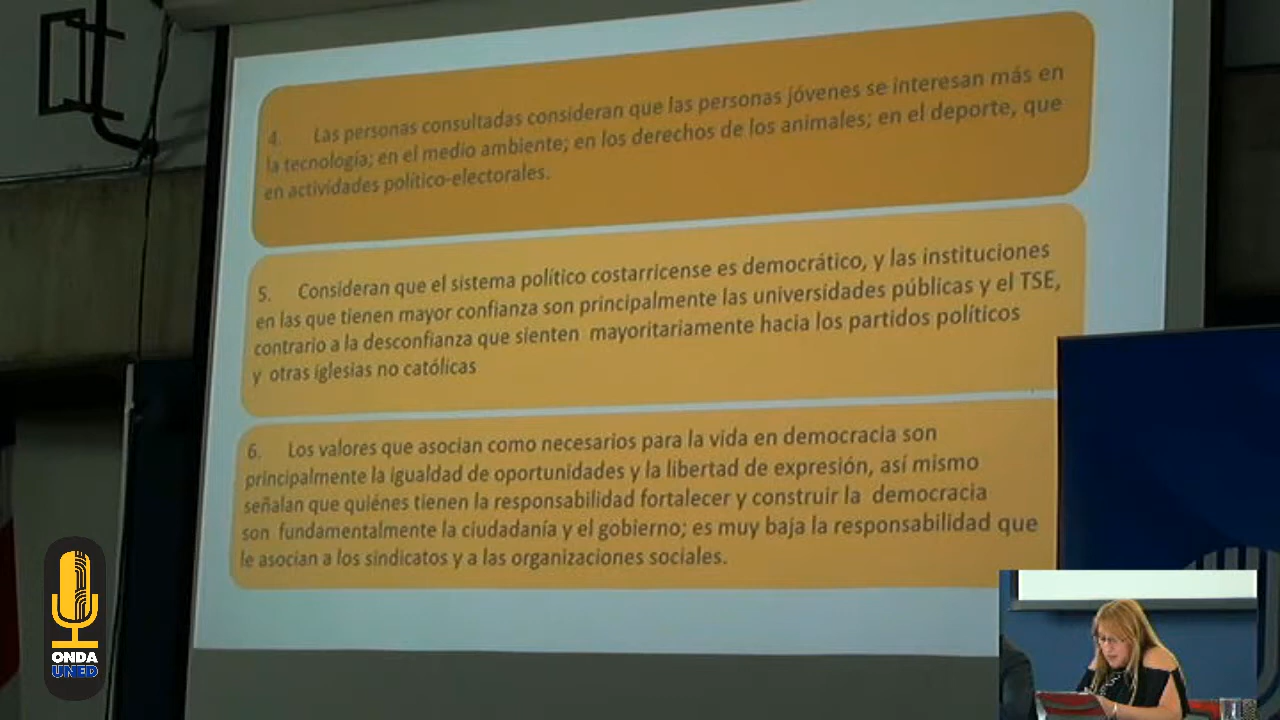 4. Las personas consultadas consideran que las personas jóvenes se interesan más en
la tecnología; en el medio ambiente; en los derechos de los animales; en el deporte, que
en actividades político-electorales.
5. Consideran que el sistema político costarricense es democrático, y las instituciones
en las que tienen mayor confianza son principalmente las universidades públicas y el TSE,
contrario a la desconfianza que sienten mayoritariamente hacia los partidos políticos
y otras iglesias no católicas
6. Los valores que asocian como necesarios para la vida en democracia son
principalmente la igualdad de oportunidades y la libertad de expresión, así mismo
señalan que quiénes tienen la responsabilidad fortalecer y construir la democracia
son fundamentalmente la ciudadanía y el gobierno; es muy baja la responsabilidad que
le asocian a los sindicatos y a las organizaciones sociales.
ONDA
UNED